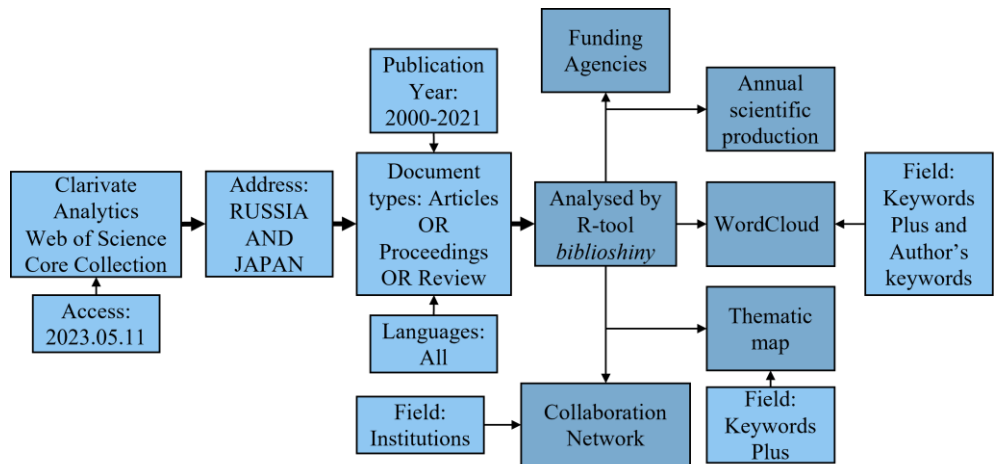 Clarivate
Analytics
Web of Science
Core Collection
Access:
2023.05.11
Address:
RUSSIA
AND
JAPAN
Publication
Year:
2000-2021
Document
types: Articles
OR
Proceedings
OR Review
Languages:
All
Analysed by
R-tool
biblioshiny
Funding
Agencies
Annual
scientific
production
WordCloud
Field:
Keywords
Plus and
Author’s
keywords
Thematic
map
Field:
Keywords
Plus
Collaboration
Network
Field:
Institutions